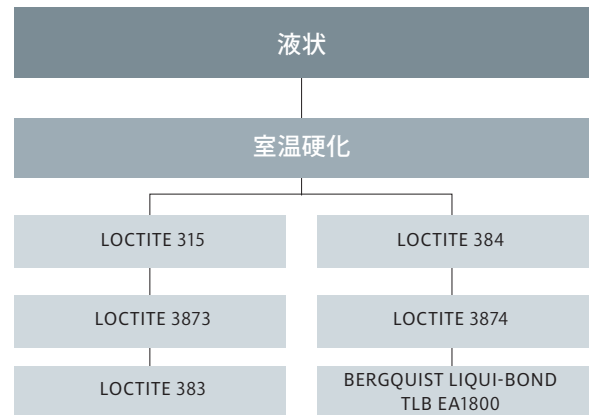 液状
室温硬化
LOCTITE 315
LOCTITE 384
LOCTITE 3873
LOCTITE 3874
LOCTITE 383
BERGQUIST LIQUI-BOND
TLB EA1800